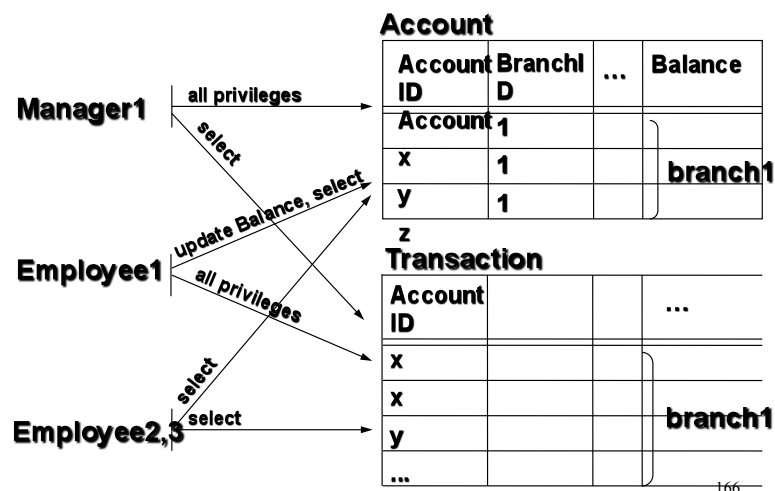 Account
Account BranchI ... Balance
ID D
Manager1
all privileges
select
Account 1
x 1
y 1
z
branch1
update Balance, select
Employee1
all privileges
Transaction
Account ...
ID
x
x
y
...
branch1
select
Employee2,3
select
166